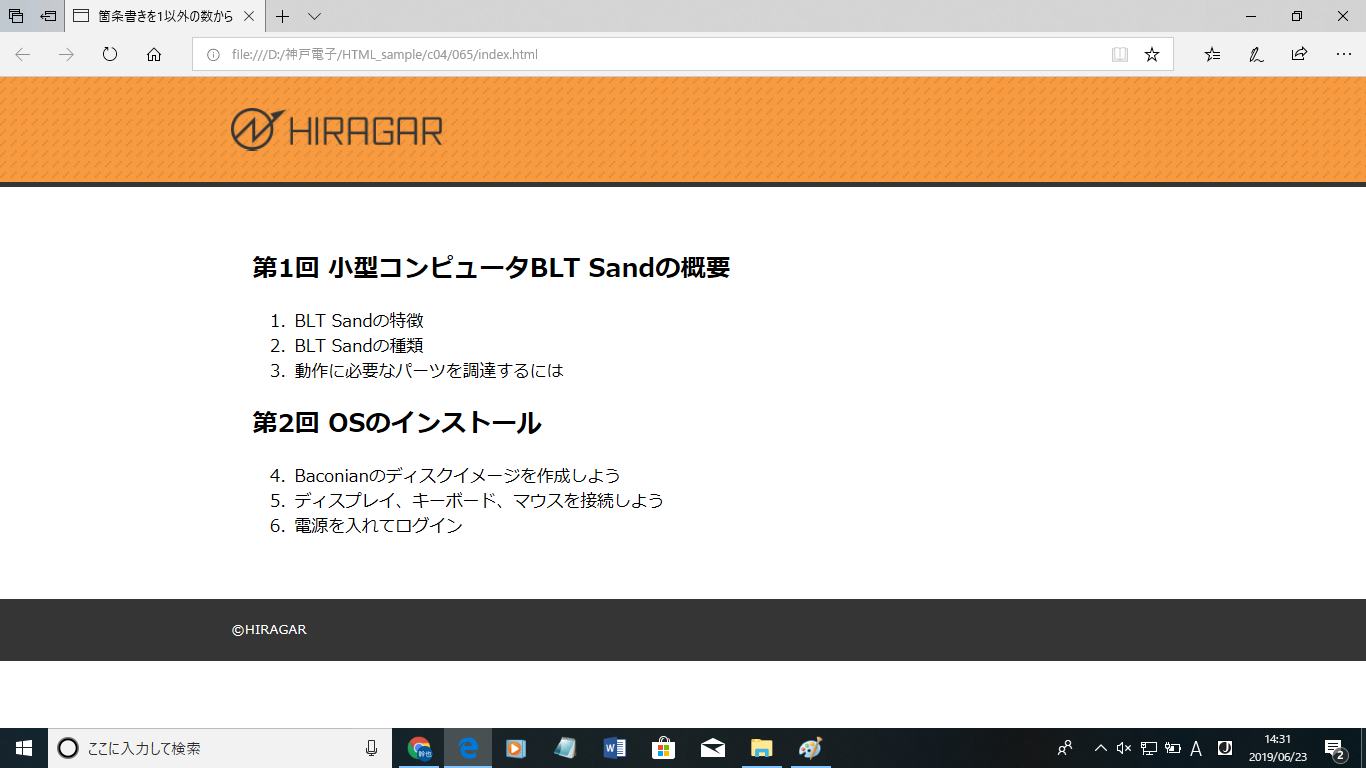 箇条書きを1以外の数から
file:///D:/神戸電子/HTML_sample/c04/065/index.html
HIRAGAR
第1回 小型コンピュータBLT Sandの概要
1. BLT Sandの特徴
2. BLT Sandの種類
3. 動作に必要なパーツを調達するには
第2回 OSのインストール
4. Baconianのディスクイメージを作成しよう
5. ディスプレイ、キーボード、マウスを接続しよう
6. 電源を入れてログイン
©HIRAGAR
ここに入力して検索
A
14:31
2019/06/23
2